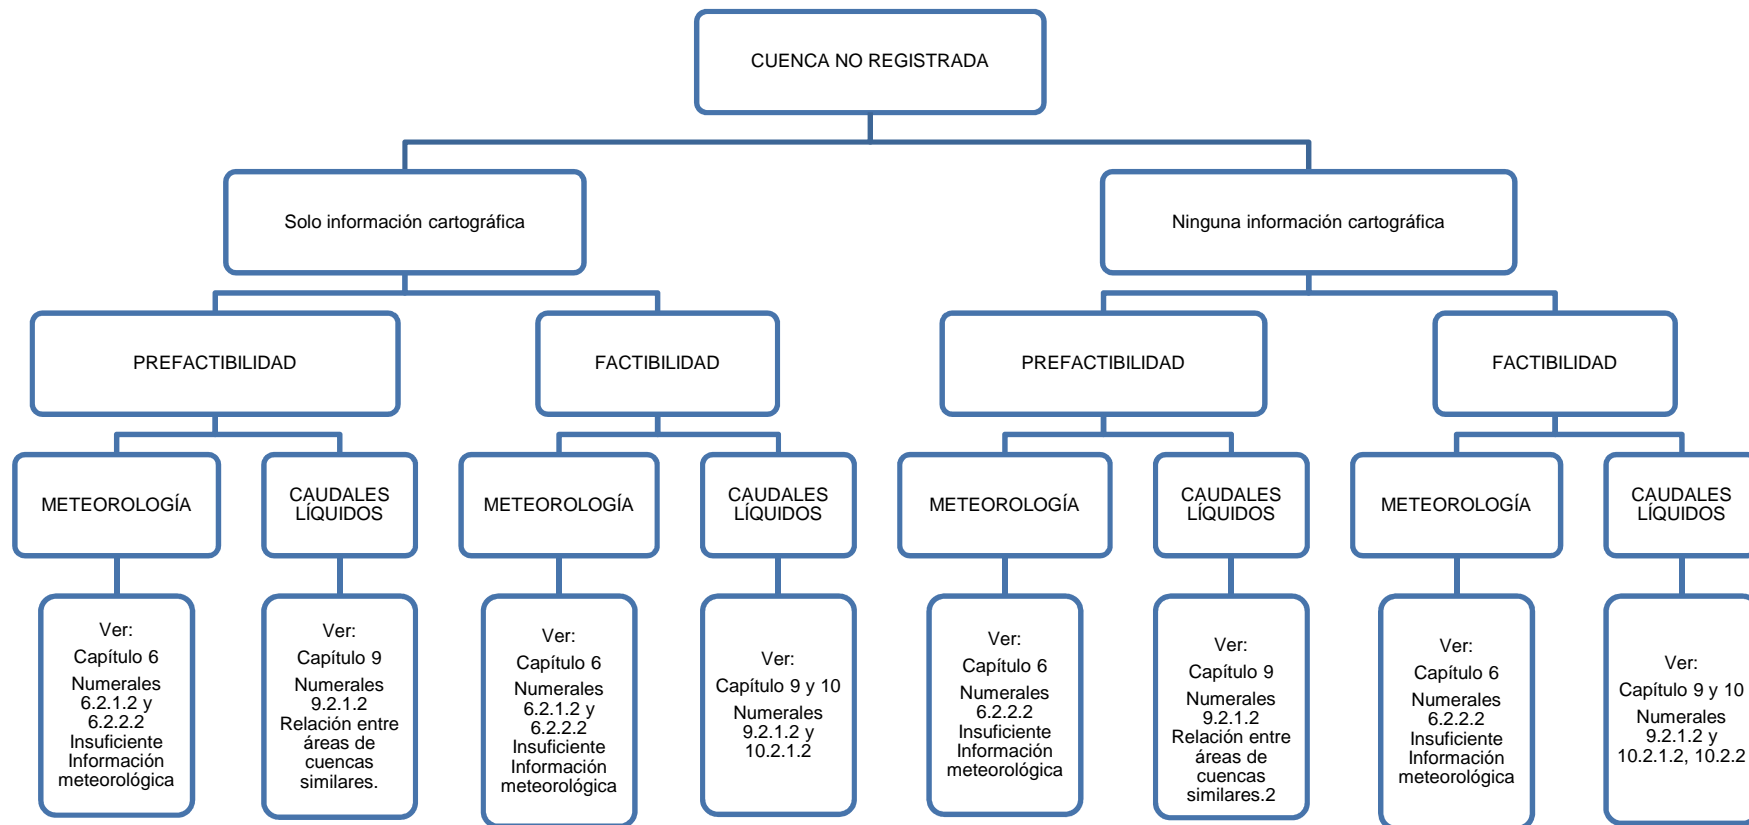 CUENCA NO REGISTRADA
Solo información cartográfica
Ninguna información cartográfica
PREFACTIBILIDAD
FACTIBILIDAD
PREFACTIBILIDAD
FACTIBILIDAD
METEOROLOGÍA
CAUDALES
LÍQUIDOS
METEOROLOGÍA
CAUDALES
LÍQUIDOS
METEOROLOGÍA
CAUDALES
LÍQUIDOS
METEOROLOGÍA
CAUDALES
LÍQUIDOS
Ver:
Capítulo 6
Numerales
6.2.1.2 y
6.2.2.2
Insuficiente
Información
meteorológica
Ver:
Capítulo 9
Numerales
9.2.1.2
Relación entre
áreas de
cuencas
similares.
Ver:
Capítulo 6
Numerales
6.2.1.2 y
6.2.2.2
Insuficiente
Información
meteorológica
Ver:
Capítulo 9 y 10
Numerales
9.2.1.2 y
10.2.1.2
Ver:
Capítulo 6
Numerales
6.2.2.2
Insuficiente
Información
meteorológica
Ver:
Capítulo 9
Numerales
9.2.1.2
Relación entre
áreas de
cuencas
similares.2
Ver:
Capítulo 6
Numerales
6.2.2.2
Insuficiente
Información
meteorológica
Ver:
Capítulo 9 y 10
Numerales
9.2.1.2 y
10.2.1.2, 10.2.2